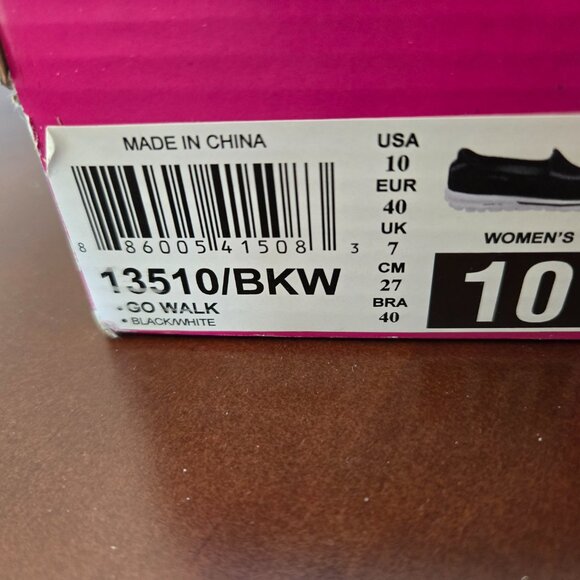 MADE IN CHINA
8 86005 41508 3
13510/BKW
• GO WALK
• BLACK/WHITE
USA
10
EUR
40
UK
7
CM
27
BRA
40
WOMEN'S
10